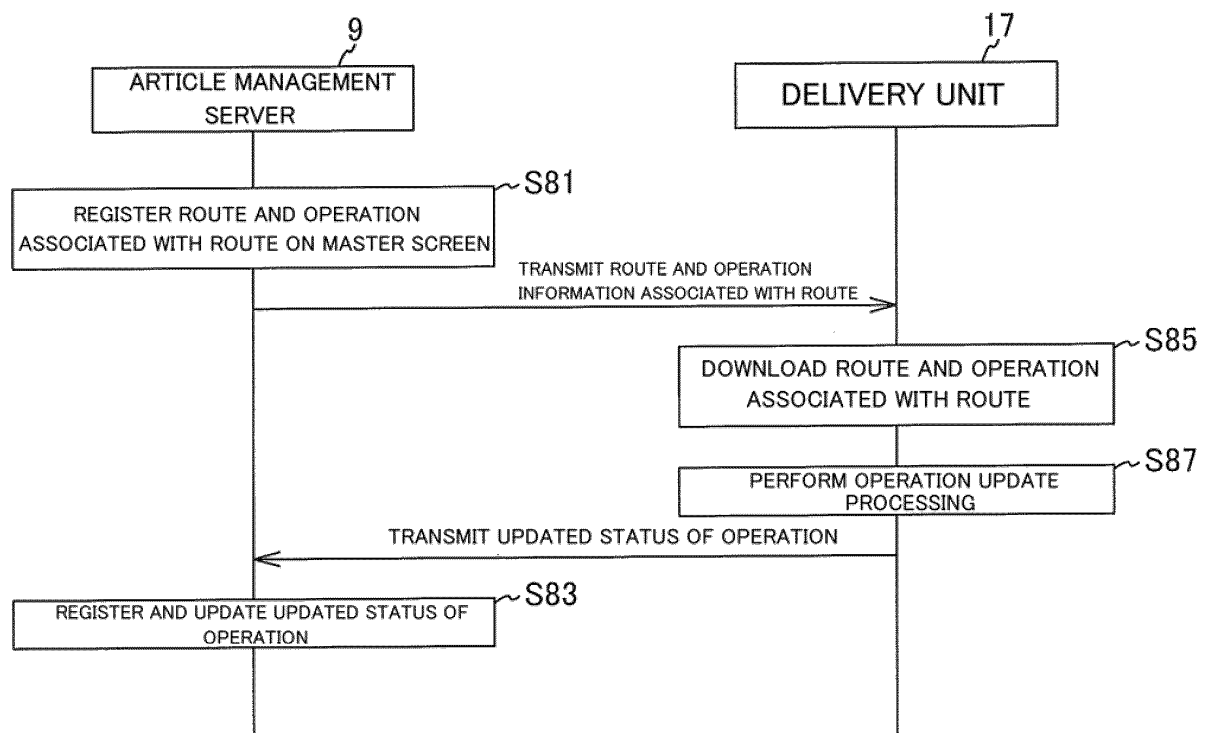 9
ARTICLE MANAGEMENT
SERVER
17
DELIVERY UNIT
S81
REGISTER ROUTE AND OPERATION
ASSOCIATED WITH ROUTE ON MASTER SCREEN
TRANSMIT ROUTE AND OPERATION
INFORMATION ASSOCIATED WITH ROUTE
S85
DOWNLOAD ROUTE AND OPERATION
ASSOCIATED WITH ROUTE
S87
PERFORM OPERATION UPDATE
PROCESSING
TRANSMIT UPDATED STATUS OF OPERATION
S83
REGISTER AND UPDATE UPDATED STATUS OF
OPERATION